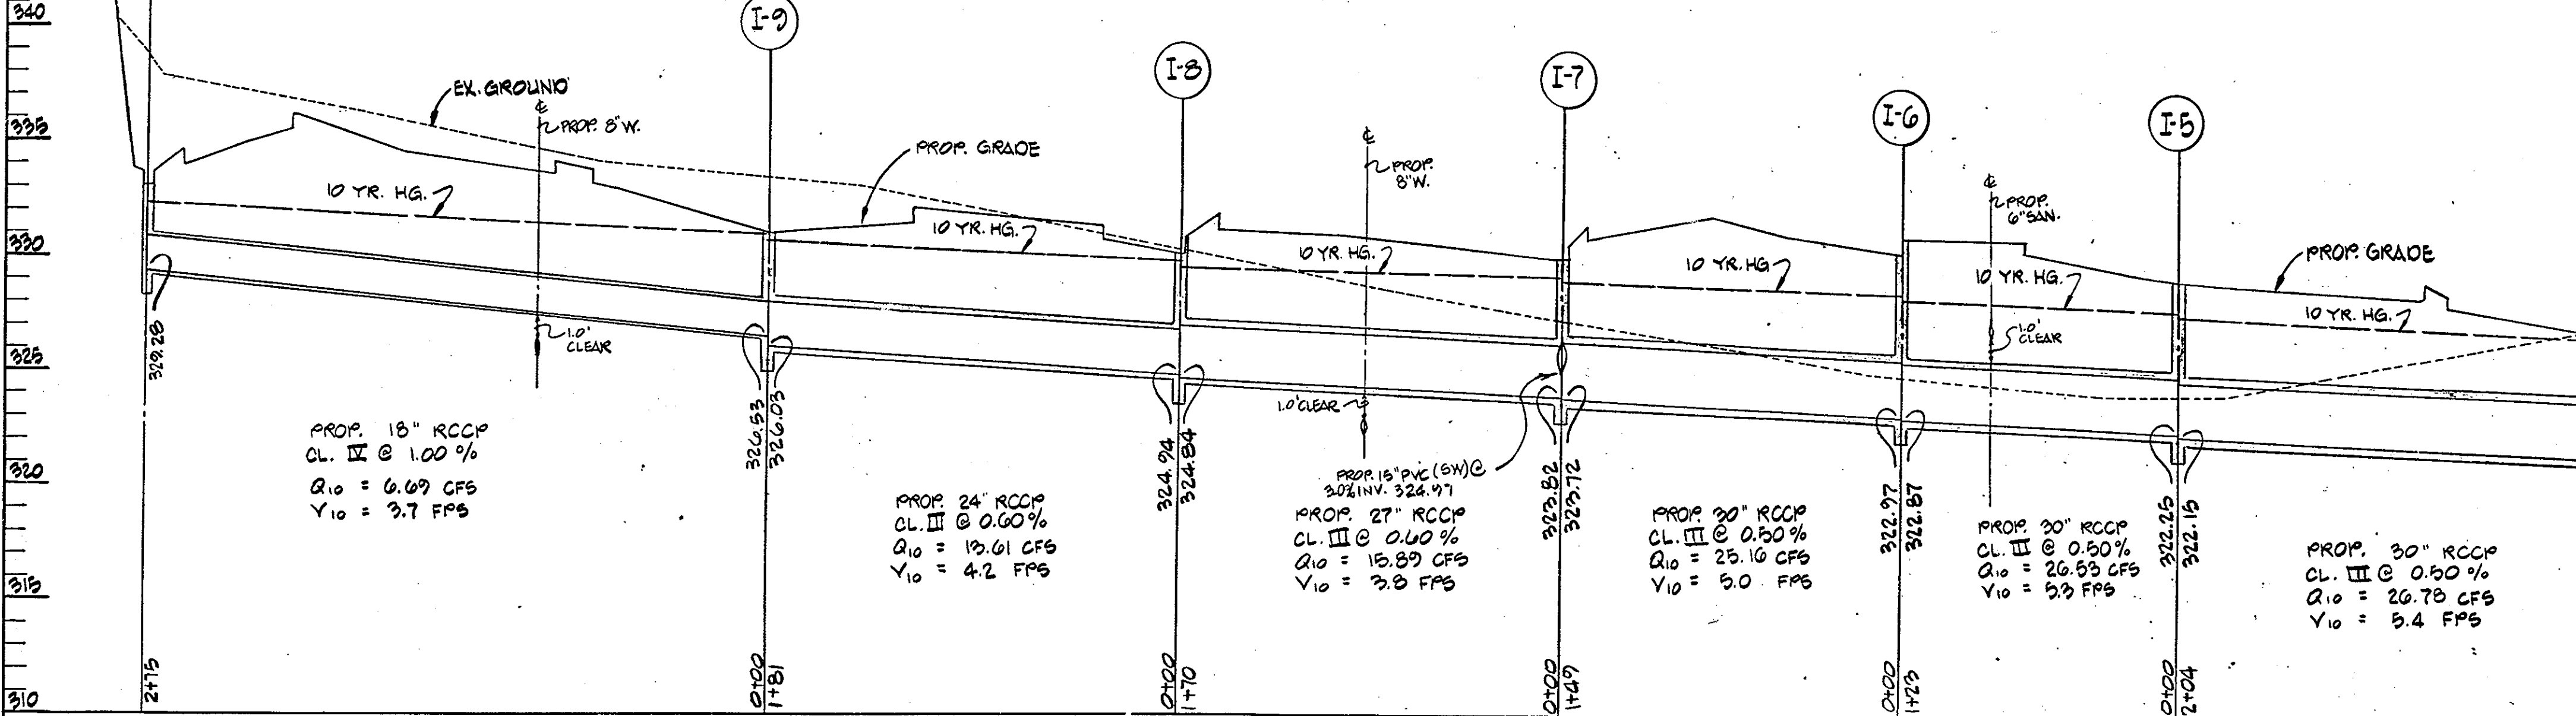 340
335
330
325
320
315
310
I-9
I-8
I-7
I-6
I-5
EX. GROUND
℄
PROP. 8" W.
PROP. GRADE
℄
PROP.
8" W.
℄
PROP.
6" SAN.
PROP. GRADE
10 YR. HG.
10 YR. HG.
10 YR. HG.
10 YR. HG.
10 YR. HG.
10 YR. HG.
1.0'
CLEAR
1.0' CLEAR
1.0'
CLEAR
329.28
326.53
326.03
324.94
324.84
323.82
323.72
322.97
322.87
322.25
322.15
PROP. 18" RCCP
CL. IV @ 1.00 %
Q10 = 6.69 CFS
V10 = 3.7 FPS
PROP. 24" RCCP
CL. III @ 0.60 %
Q10 = 13.61 CFS
V10 = 4.2 FPS
PROP. 15" PVC (SW) @
3.0% INV. 324.97
PROP. 27" RCCP
CL. III @ 0.60 %
Q10 = 15.89 CFS
V10 = 3.8 FPS
PROP. 30" RCCP
CL. III @ 0.50 %
Q10 = 25.16 CFS
V10 = 5.0 FPS
PROP. 30" RCCP
CL. III @ 0.50 %
Q10 = 26.53 CFS
V10 = 5.3 FPS
PROP. 30" RCCP
CL. III @ 0.50 %
Q10 = 26.78 CFS
V10 = 5.4 FPS
2+75
0+00
1+81
0+00
1+70
0+00
1+49
0+00
1+23
0+00
2+04